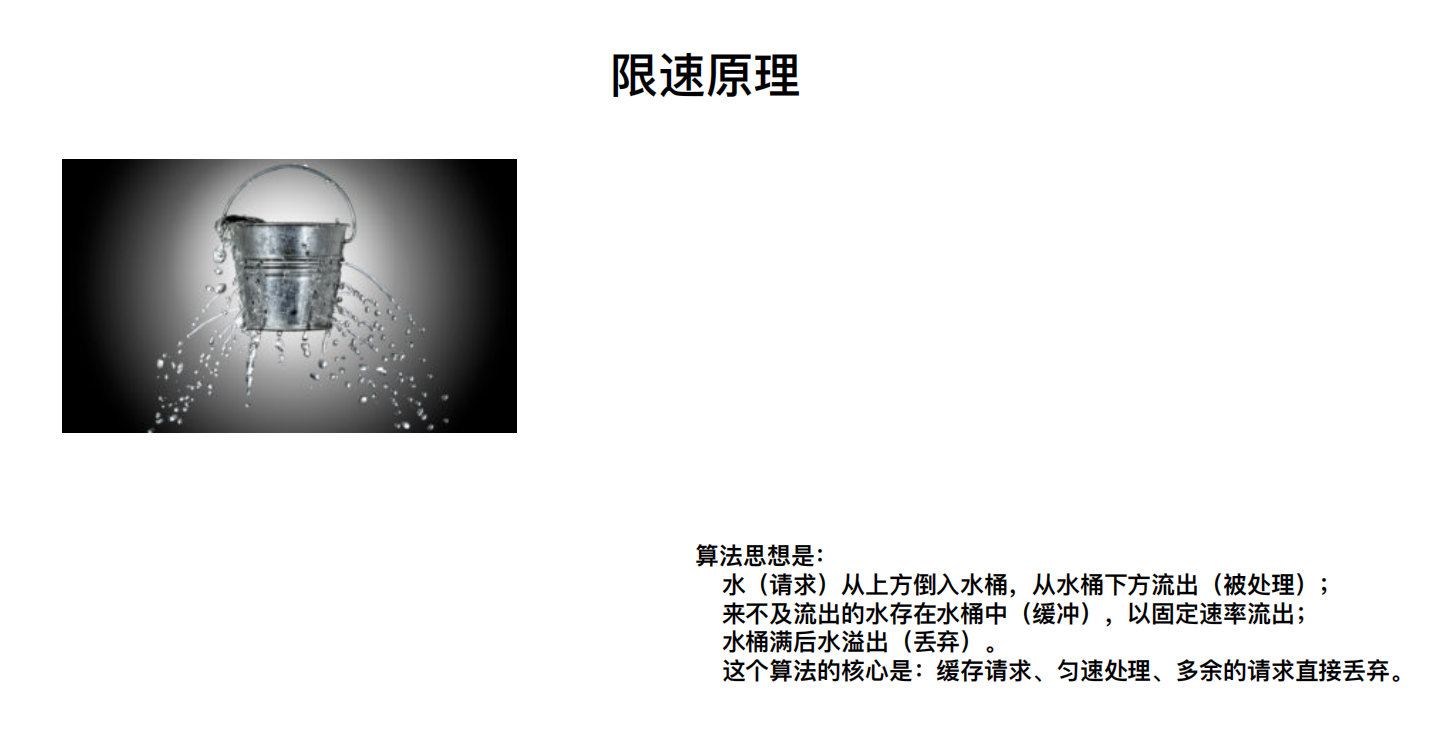 限速原理
算法思想是：
水（请求）从上方倒入水桶，从水桶下方流出（被处理）；
来不及流出的水存在水桶中（缓冲），以固定速率流出；
水桶满后水溢出（丢弃）。
这个算法的核心是：缓存请求、匀速处理、多余的请求直接丢弃。